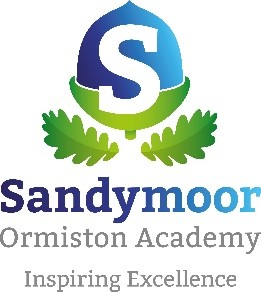 S
Sandymoor
Ormiston Academy
Inspiring Excellence